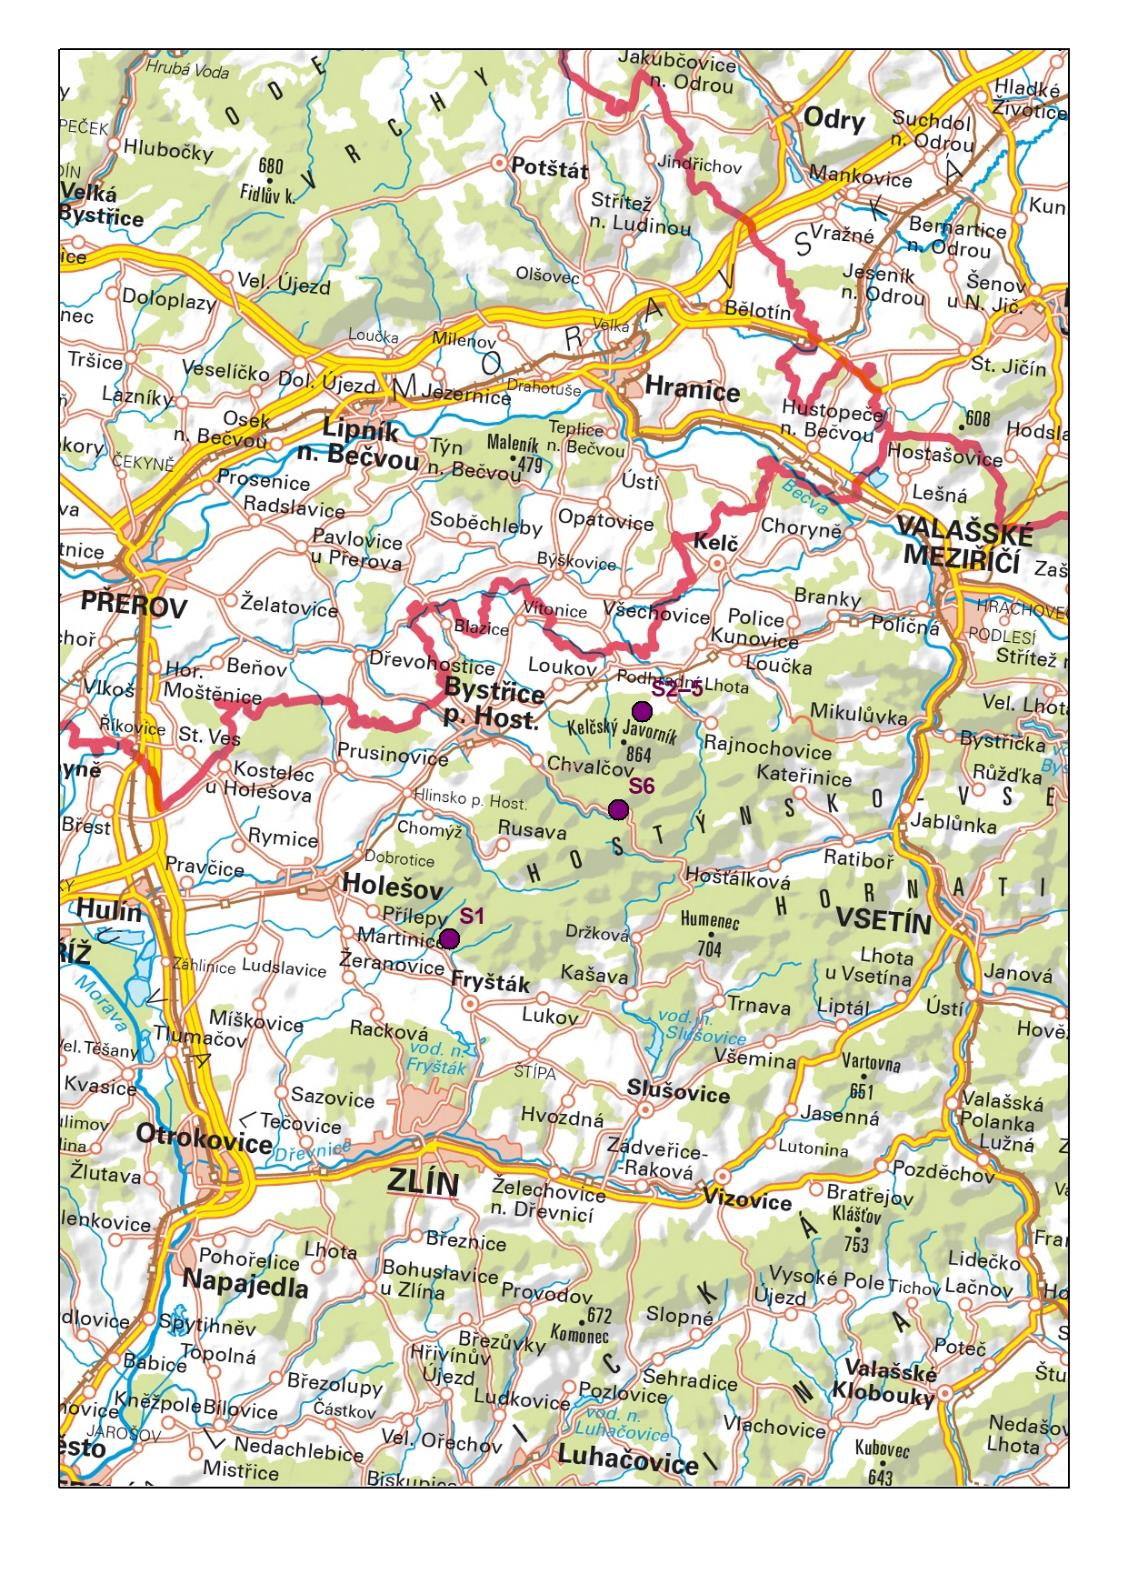 Hrubá Voda
O D E
V R C H Y
Jakubčovice
n. Odrou
Hladké
Životice
PEČEK
Hlubočky
680
Fidlův k.
Potštát
Odry
Suchdol
n. Odrou
Jindřichov
Mankovice
Velká
Bystřice
Střítež
n. Ludinou
Vražné
Bernartice
n. Odrou
Kun
Vel. Újezd
Olšovec
Jeseník
n. Odrou
Šenov
u N. Jič.
Doloplazy
M O R A V S K Á
Bělotín
Loučka
Milenov
Velká
Tršice
Veselíčko
Dol. Újezd
Jezernice
Drahotuše
St. Jičín
Lazníky
Hranice
Osek
n. Bečvou
Lipník
n. Bečvou
Týn
n. Bečvou
Maleník
479
Teplice
n. Bečvou
Hustopeče
n. Bečvou
608
Hodsla
Hostašovice
ČEKYNĚ
Prosenice
Ústí
Bečva
Lešná
Radslavice
Soběchleby
Opatovice
Choryně
VALAŠSKÉ
MEZIŘÍČÍ
Pavlovice
u Přerova
Kelč
Býškovice
Zaš
PŘEROV
Želatovice
Vítonice
Všechovice
Branky
HRACHOVE
Blazice
Police
Poličná
PODLESÍ
Kunovice
Loučka
Střítež
Hor.
Moštěnice
Beňov
Dřevohostice
Loukov
Podhradní Lhota
S2–5
Vlkoš
Bystřice
p. Host.
Vel. Lhota
Říkovice
St. Ves
Kelčský Javorník
864
Mikulůvka
Prusinovice
Rajnochovice
Bystřička
Kostelec
u Holešova
Chvalčov
S6
Kateřinice
Růžďka
Hlinsko p. Host.
Břest
Chomýž
Rusava
Jablůnka
Rymice
Dobrotice
H O S T Ý N S K O - V S E
Ratiboř
Pravčice
Hošťálková
Holešov
H O R N A T I
Hulín
Přílepy
S1
Humenec
704
VSETÍN
Martinice
Držková
Lhota
u Vsetína
Záhlinice
Ludslavice
Žeranovice
Fryšták
Kašava
Janová
Morava
Trnava
Liptál
Ústí
Míškovice
Racková
Lukov
vod. n.
Slušovice
Hověz
Tlumačov
vod. n.
Fryšták
Všemina
Vel.Těšany
ŠTÍPA
Vartovna
651
Kvasice
Sazovice
Slušovice
Valašská
Polanka
Tečovice
Hvozdná
Jasenná
Otrokovice
Dřevnice
Zádveřice-
-Raková
Lutonina
Lužná
Žlutava
ZLÍN
Želechovice
n. Dřevnicí
Vizovice
Pozděchov
Bratřejov
Klášťov
753
Březnice
Pohořelice
Lhota
Lidečko
Napajedla
Bohuslavice
u Zlína
Provodov
Vysoké Pole
Tichov
Lačnov
Újezd
672
Komonec
Slopné
Spytihněv
Březůvky
Poteč
Babice
Topolná
Hřivínův
Újezd
Sehradice
Valašské
Klobouky
Březolupy
Ludkovice
Pozlovice
Kněžpole
Bílovice
Částkov
vod. n.
Luhačovice
Vlachovice
Nedašov
Lhota
JAROŠOV
Nedachlebice
Vel. Ořechov
Mistřice
Luhačovice
Kubovec
643
Biskupice